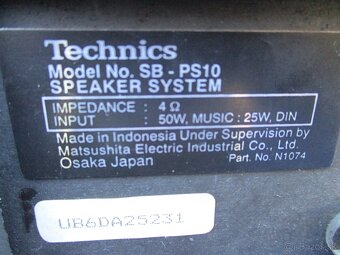 Technics
Model No. SB - PS10
SPEAKER SYSTEM
IMPEDANCE : 4 Ω
INPUT : 50W, MUSIC : 25W, DIN
Made in Indonesia Under Supervision by
Matsushita Electric Industrial Co., Ltd.
Osaka Japan Part. No. N1074
UB6DA25231